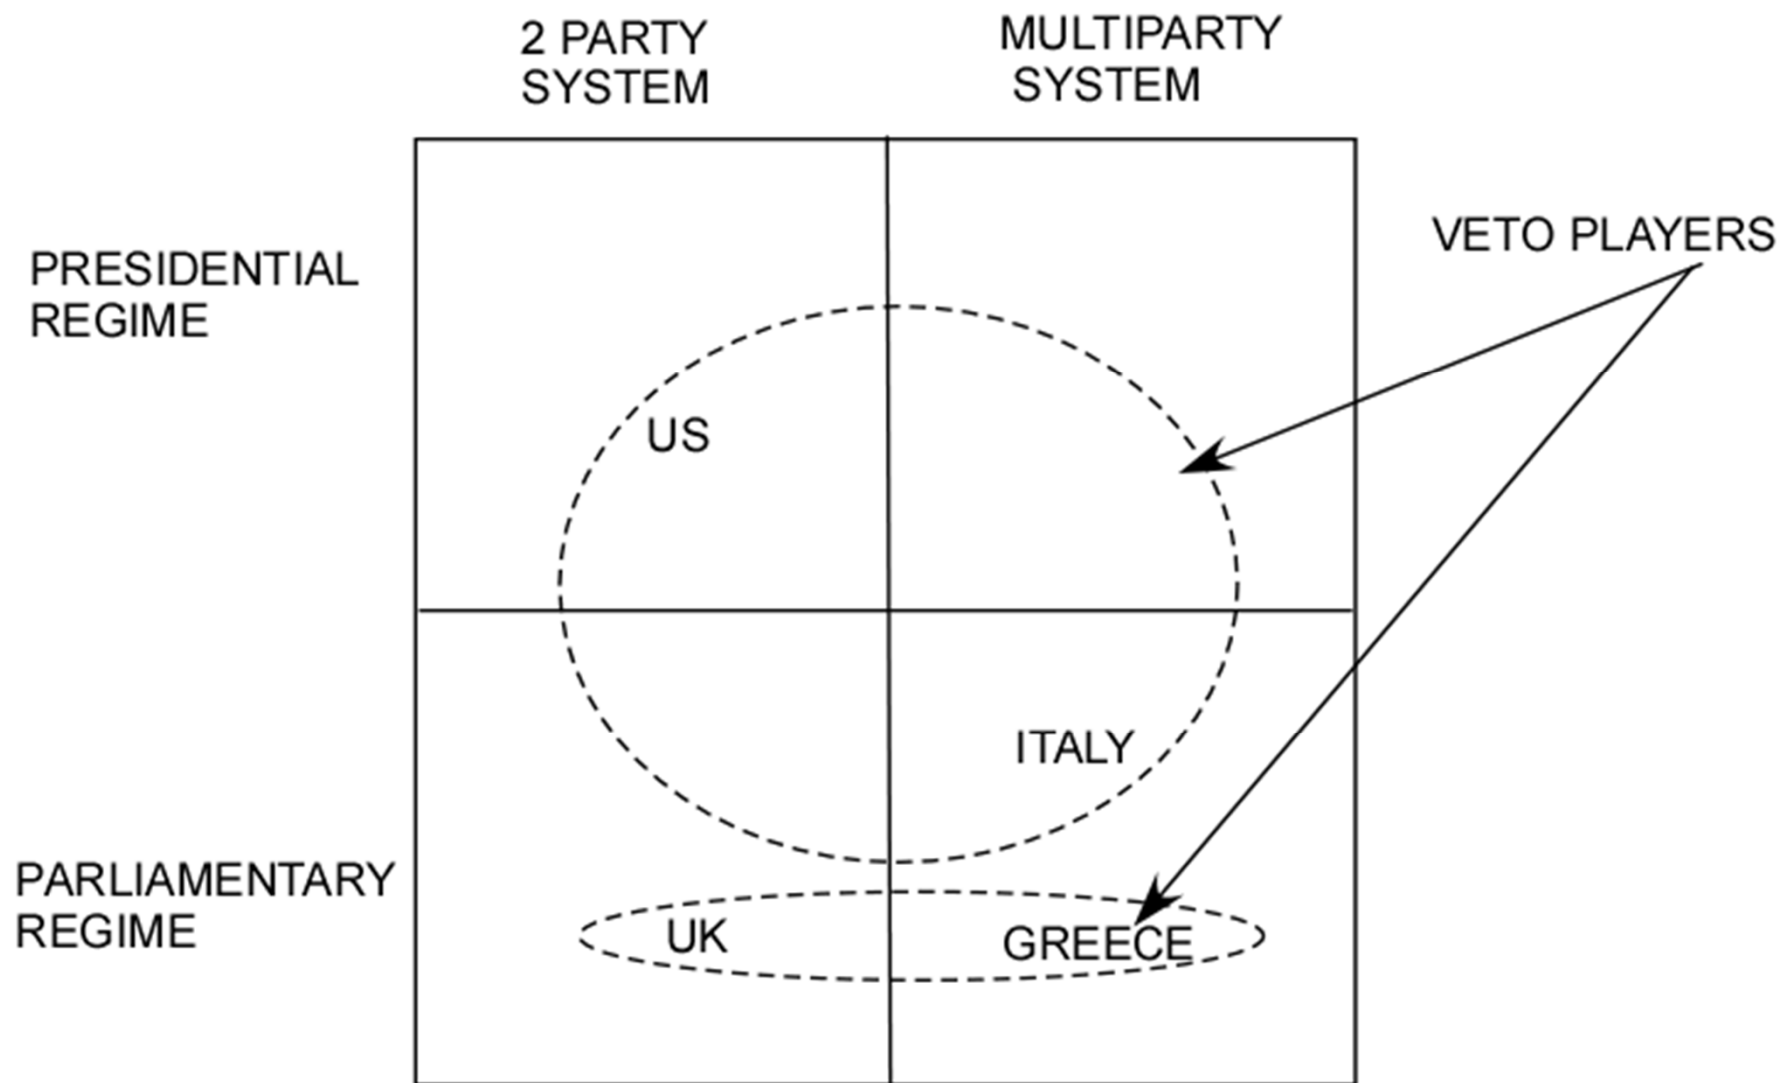 2 PARTY
SYSTEM
MULTIPARTY
SYSTEM
VETO PLAYERS
PRESIDENTIAL
REGIME
US
ITALY
PARLIAMENTARY
REGIME
UK
GREECE